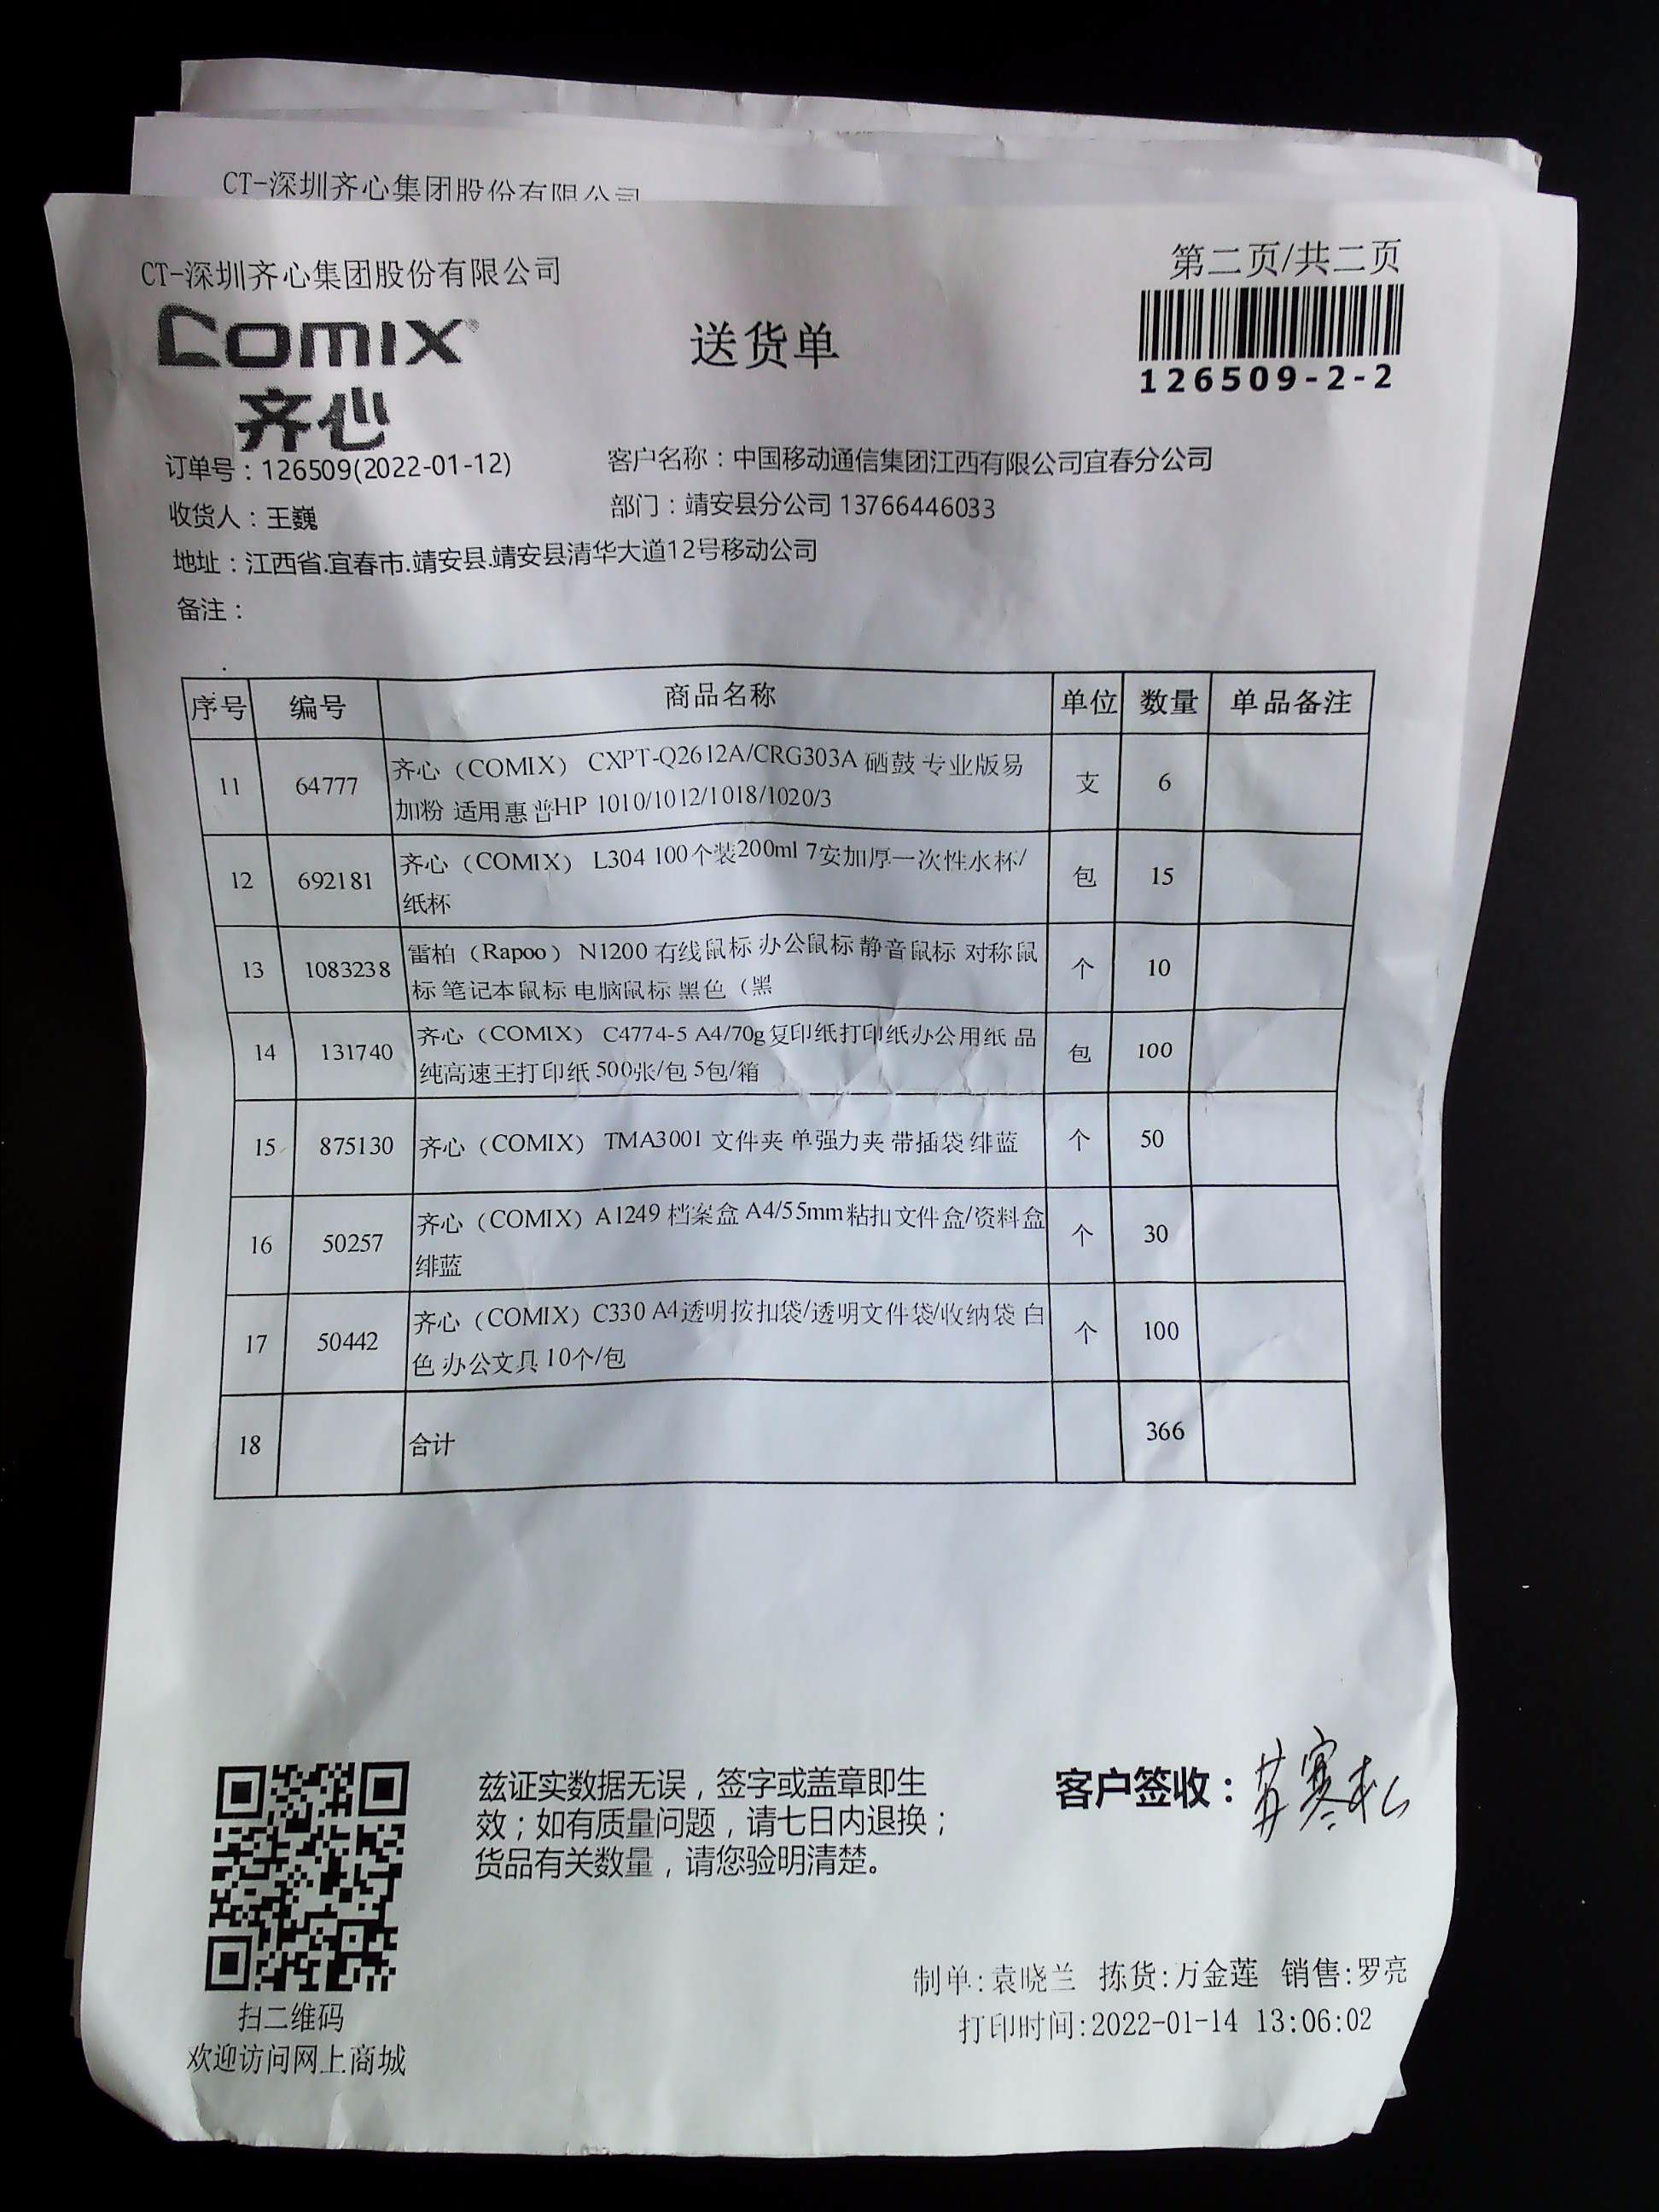 CT-深圳齐心集团股份有限公司
CT-深圳齐心集团股份有限公司
第二页/共二页
COMIX
齐心
送货单
126509-2-2
订单号：126509(2022-01-12)
客户名称：中国移动通信集团江西有限公司宜春分公司
收货人：王巍
部门：靖安县分公司 13766446033
地址：江西省.宜春市.靖安县.靖安县清华大道12号移动公司
备注：
序号 编号 商品名称 单位 数量 单品备注
11 64777 齐心（COMIX） CXPT-Q2612A/CRG303A 硒鼓 专业版易 支 6
加粉 适用惠普HP 1010/1012/1018/1020/3
12 692181 齐心（COMIX） L304 100个装200ml 7安加厚一次性水杯/ 包 15
纸杯
13 1083238 雷柏（Rapoo） N1200 有线鼠标 办公鼠标 静音鼠标 对称鼠 个 10
标 笔记本鼠标 电脑鼠标 黑色（黑
14 131740 齐心（COMIX） C4774-5 A4/70g复印纸打印纸办公用纸 品 包 100
纯高速王打印纸 500张/包 5包/箱
15 875130 齐心（COMIX） TMA3001 文件夹 单强力夹 带插袋 绯蓝 个 50
16 50257 齐心（COMIX）A1249 档案盒 A4/55mm粘扣文件盒/资料盒 个 30
绯蓝
17 50442 齐心（COMIX）C330 A4透明按扣袋/透明文件袋/收纳袋 白 个 100
色 办公文具 10个/包
18 合计 366
兹证实数据无误，签字或盖章即生
效；如有质量问题，请七日内退换；
货品有关数量，请您验明清楚。
客户签收：苏寒松
扫二维码
欢迎访问网上商城
制单:袁晓兰 拣货:万金莲 销售:罗亮
打印时间:2022-01-14 13:06:02